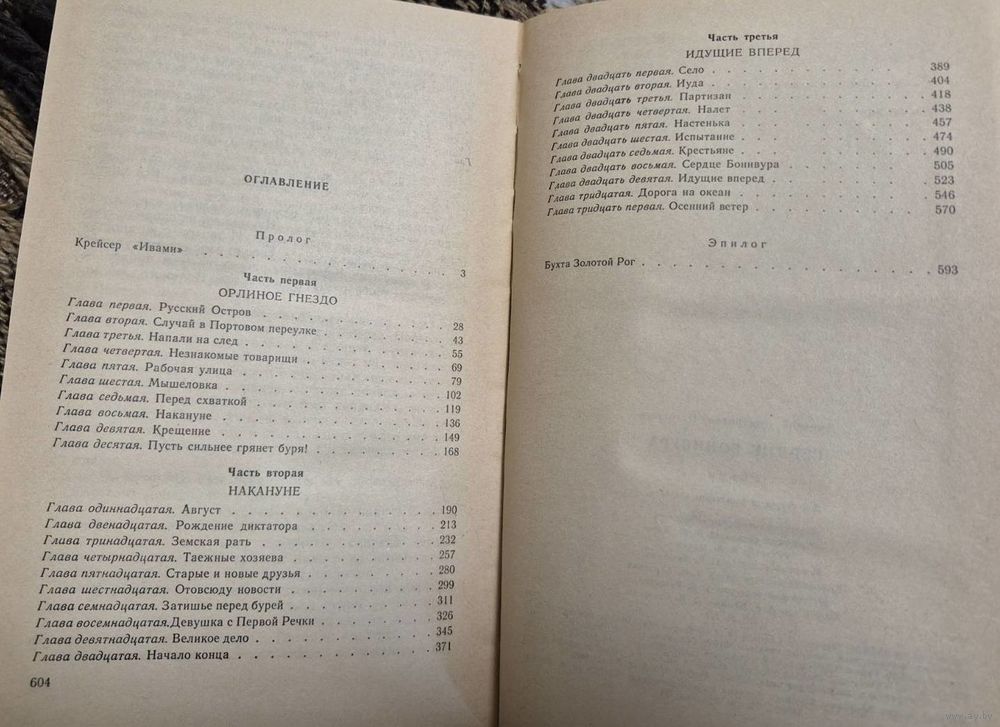 ОГЛАВЛЕНИЕ
Пролог
Крейсер «Ивами» . . . . . . . . . . . . . . . 3
Часть первая
ОРЛИНОЕ ГНЕЗДО
Глава первая. Русский Остров . . . . . . . . . . 28
Глава вторая. Случай в Портовом переулке . . . . . . 43
Глава третья. Напали на след . . . . . . . . . . 55
Глава четвертая. Незнакомые товарищи . . . . . . . 69
Глава пятая. Рабочая улица . . . . . . . . . . 79
Глава шестая. Мышеловка . . . . . . . . . . 102
Глава седьмая. Перед схваткой . . . . . . . . . 119
Глава восьмая. Накануне . . . . . . . . . . 136
Глава девятая. Крещение . . . . . . . . . . 149
Глава десятая. Пусть сильнее грянет буря! . . . . . . 168
Часть вторая
НАКАНУНЕ
Глава одиннадцатая. Август . . . . . . . . . . 190
Глава двенадцатая. Рождение диктатора . . . . . . . 213
Глава тринадцатая. Земская рать . . . . . . . . 232
Глава четырнадцатая. Таежные хозяева . . . . . . . 257
Глава пятнадцатая. Старые и новые друзья . . . . . . 280
Глава шестнадцатая. Отовсюду новости . . . . . . . 299
Глава семнадцатая. Затишье перед бурей . . . . . . . 311
Глава восемнадцатая.Девушка с Первой Речки . . . . . . 326
Глава девятнадцатая. Великое дело . . . . . . . . 345
Глава двадцатая. Начало конца . . . . . . . . . 371
604
Часть третья
ИДУЩИЕ ВПЕРЕД
Глава двадцать первая. Село . . . . . . . . . . 389
Глава двадцать вторая. Иуда . . . . . . . . . . 404
Глава двадцать третья. Партизан . . . . . . . . . 418
Глава двадцать четвертая. Налет . . . . . . . . . 438
Глава двадцать пятая. Настенька . . . . . . . . . 457
Глава двадцать шестая. Испытание . . . . . . . . 474
Глава двадцать седьмая. Крестьяне . . . . . . . . 490
Глава двадцать восьмая. Сердце Бонивура . . . . . . 505
Глава двадцать девятая. Идущие вперед . . . . . . . 523
Глава тридцатая. Дорога на океан . . . . . . . . 546
Глава тридцать первая. Осенний ветер . . . . . . . 570
Эпилог
Бухта Золотой Рог . . . . . . . . . . . . . . 593
www.ay.by